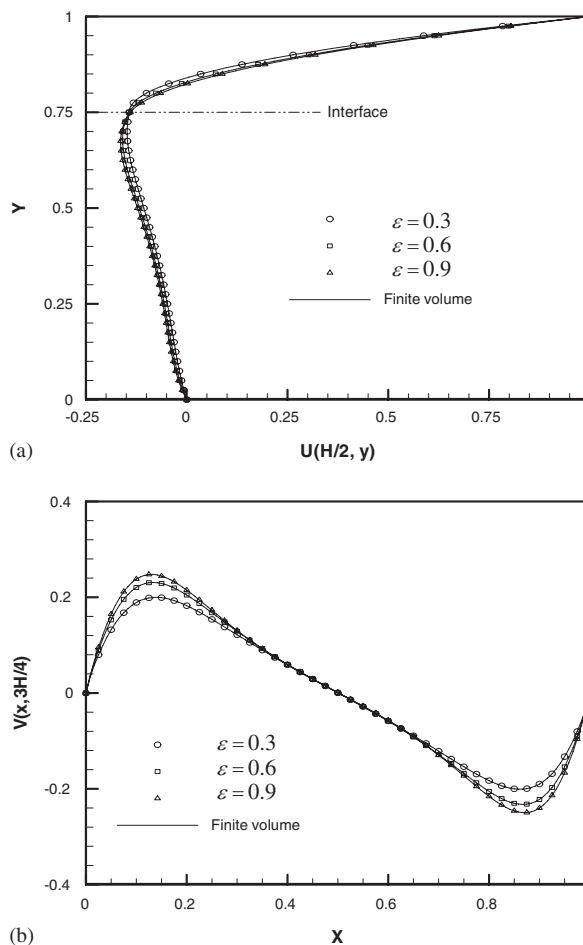 1
0.75
0.5
0.25
0
Y
Interface
ε = 0.3
ε = 0.6
ε = 0.9
Finite volume
-0.25 0 0.25 0.5 0.75
U(H/2, y)
(a)
0.4
0.2
0
-0.2
-0.4
V(x,3H/4)
ε = 0.3
ε = 0.6
ε = 0.9
Finite volume
0 0.2 0.4 0.6 0.8
X
(b)